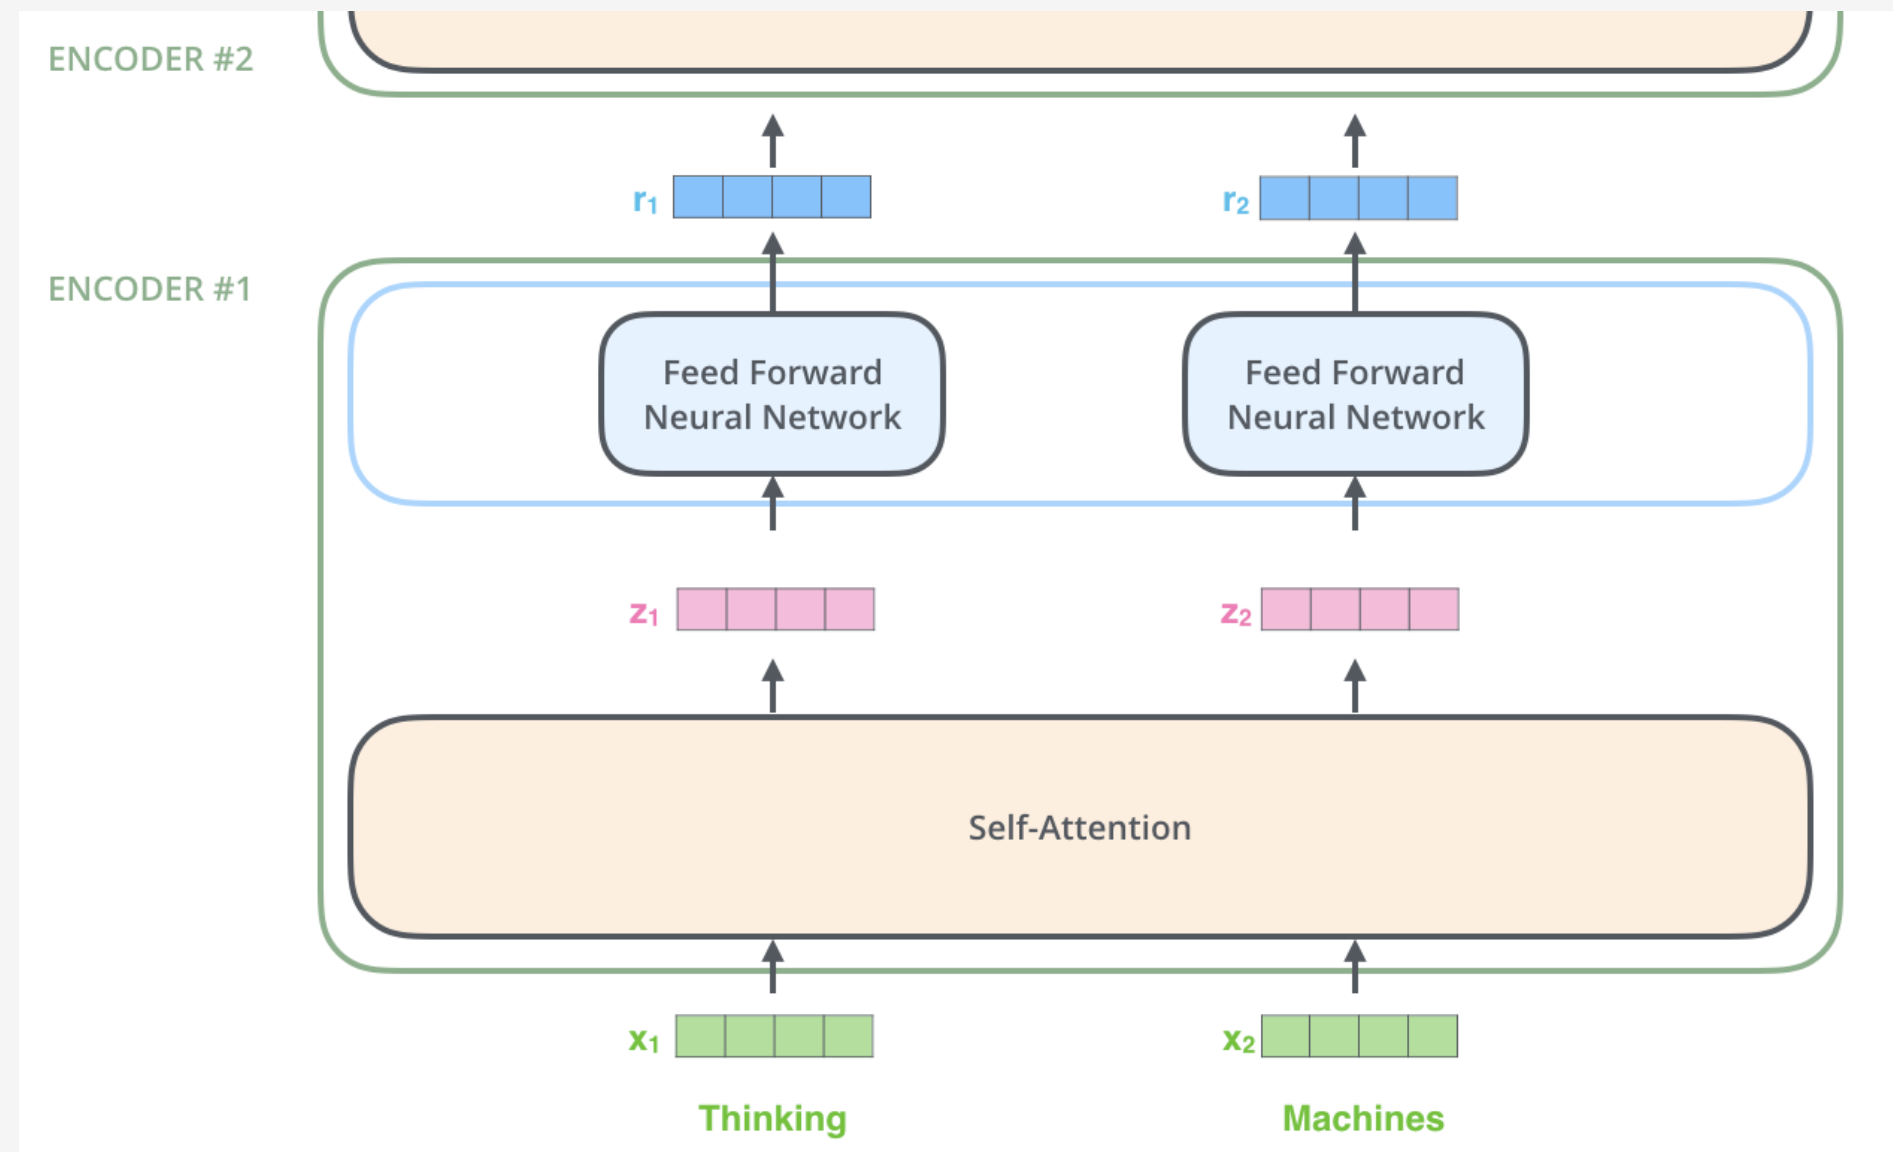 ENCODER #2
r1
r2
ENCODER #1
Feed Forward
Neural Network
Feed Forward
Neural Network
z1
z2
Self-Attention
x1
x2
Thinking
Machines